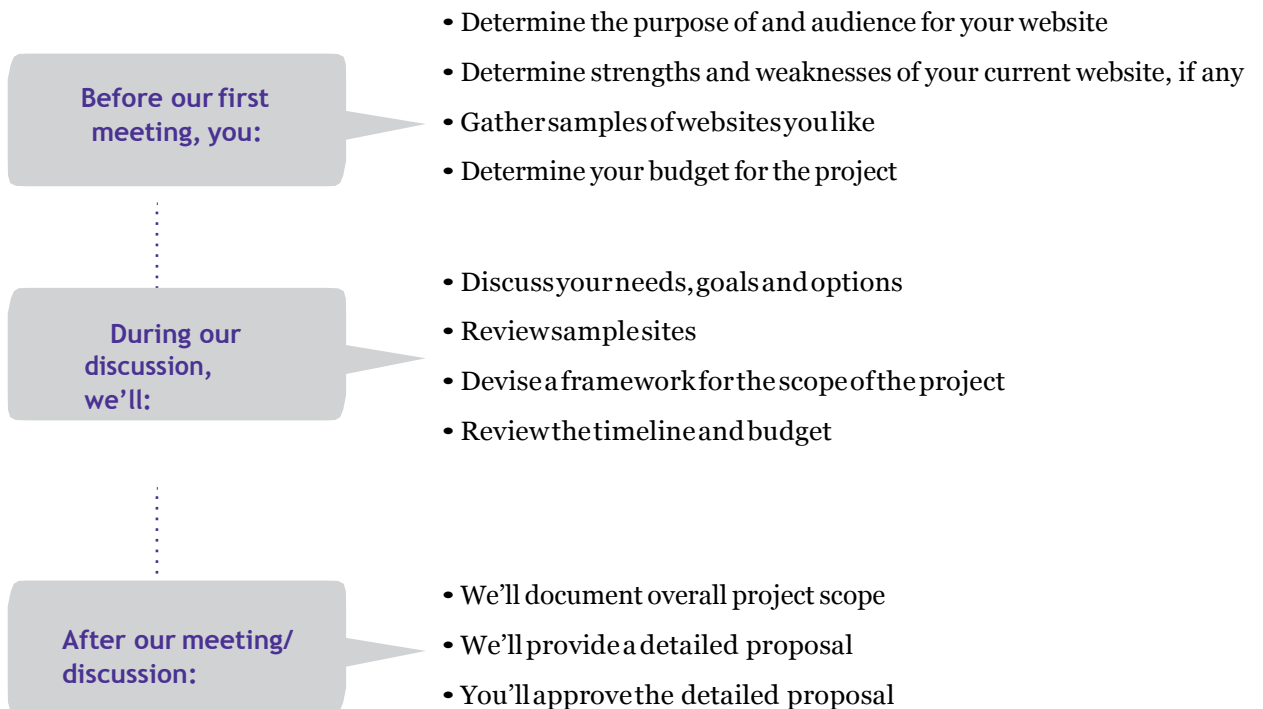 • Determine the purpose of and audience for your website
• Determine strengths and weaknesses of your current website, if any
Before our first
meeting, you:
• Gather samples of websites you like
• Determine your budget for the project
• Discuss your needs, goals and options
• Review sample sites
During our
discussion,
we’ll:
• Devise a framework for the scope of the project
• Review the timeline and budget
• We’ll document overall project scope
After our meeting/
discussion:
• We’ll provide a detailed proposal
• You’ll approve the detailed proposal